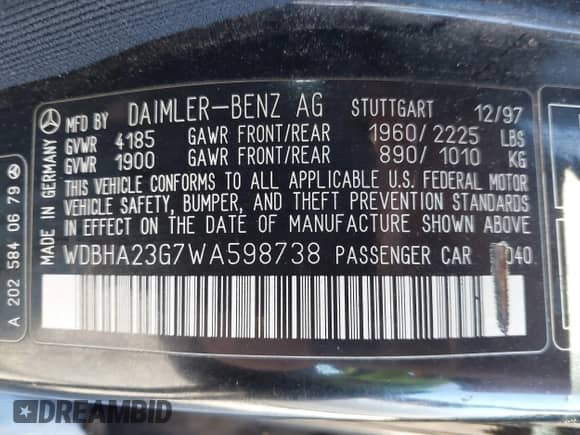 MFD BY DAIMLER-BENZ AG STUTTGART 12/97
GVWR 4185 GAWR FRONT/REAR 1960/2225 LBS
GVWR 1900 GAWR FRONT/REAR 890/1010 KG
THIS VEHICLE CONFORMS TO ALL APPLICABLE U.S. FEDERAL MOTOR
VEHICLE SAFETY, BUMPER, AND THEFT PREVENTION STANDARDS
IN EFFECT ON THE DATE OF MANUFACTURE SHOWN ABOVE
WDBHA23G7WA598738 PASSENGER CAR 040
MADE IN GERMANY
A 202 584 06 79
DREAMBID